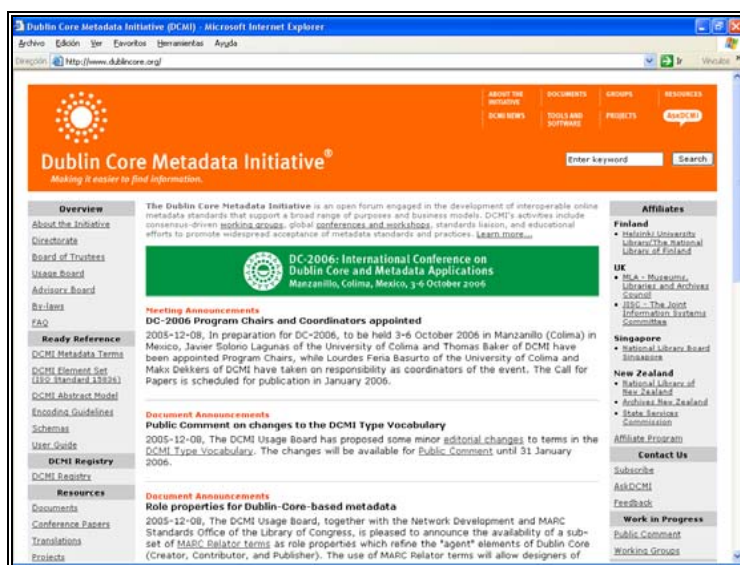 Dublin Core Metadata Initiative (DCMI) - Microsoft Internet Explorer
Archivo Edición Ver Favoritos Herramientas Ayuda
Dirección http://www.dublincore.org/ Ir Vínculos
ABOUT THE INITIATIVE DOCUMENTS GROUPS RESOURCES
DCMI NEWS TOOLS AND SOFTWARE PROJECTS AskDCMI
Dublin Core Metadata Initiative®
Making it easier to find information.
Enter keyword Search
Overview
About the Initiative
Directorate
Board of Trustees
Usage Board
Advisory Board
By-laws
FAQ
Ready Reference
DCMI Metadata Terms
DCMI Element Set
(ISO Standard 15836)
DCMI Abstract Model
Encoding Guidelines
Schemas
User Guide
DCMI Registry
DCMI Registry
Resources
Documents
Conference Papers
Translations
Projects
The Dublin Core Metadata Initiative is an open forum engaged in the development of interoperable online
metadata standards that support a broad range of purposes and business models. DCMI's activities include
consensus-driven working groups, global conferences and workshops, standards liaison, and educational
efforts to promote widespread acceptance of metadata standards and practices. Learn more...
DC-2006: International Conference on
Dublin Core and Metadata Applications
Manzanillo, Colima, Mexico, 3-6 October 2006
Meeting Announcements
DC-2006 Program Chairs and Coordinators appointed
2005-12-08, In preparation for DC-2006, to be held 3-6 October 2006 in Manzanillo (Colima) in
Mexico, Javier Solorio Lagunas of the University of Colima and Thomas Baker of DCMI have
been appointed Program Chairs, while Lourdes Feria Basurto of the University of Colima and
Makx Dekkers of DCMI have taken on responsibility as coordinators of the event. The Call for
Papers is scheduled for publication in January 2006.
Document Announcements
Public Comment on changes to the DCMI Type Vocabulary
2005-12-08, The DCMI Usage Board has proposed some minor editorial changes to terms in the
DCMI Type Vocabulary. The changes will be available for Public Comment until 31 January
2006.
Document Announcements
Role properties for Dublin-Core-based metadata
2005-12-08, The DCMI Usage Board, together with the Network Development and MARC
Standards Office of the Library of Congress, is pleased to announce the availability of a sub-
set of MARC Relator terms as role properties which refine the "agent" elements of Dublin Core
(Creator, Contributor, and Publisher). The use of MARC Relator terms will allow designers of
Affiliates
Finland
• Helsinki University
Library/The National
Library of Finland
UK
• MLA - Museums,
Libraries and Archives
Council
• JISC - The Joint
Information Systems
Committee
Singapore
• National Library Board
Singapore
New Zealand
• National Library of
New Zealand
• Archives New Zealand
• State Services
Commission
Affiliate Program
Contact Us
Subscribe
AskDCMI
Feedback
Work in Progress
Public Comment
Working Groups